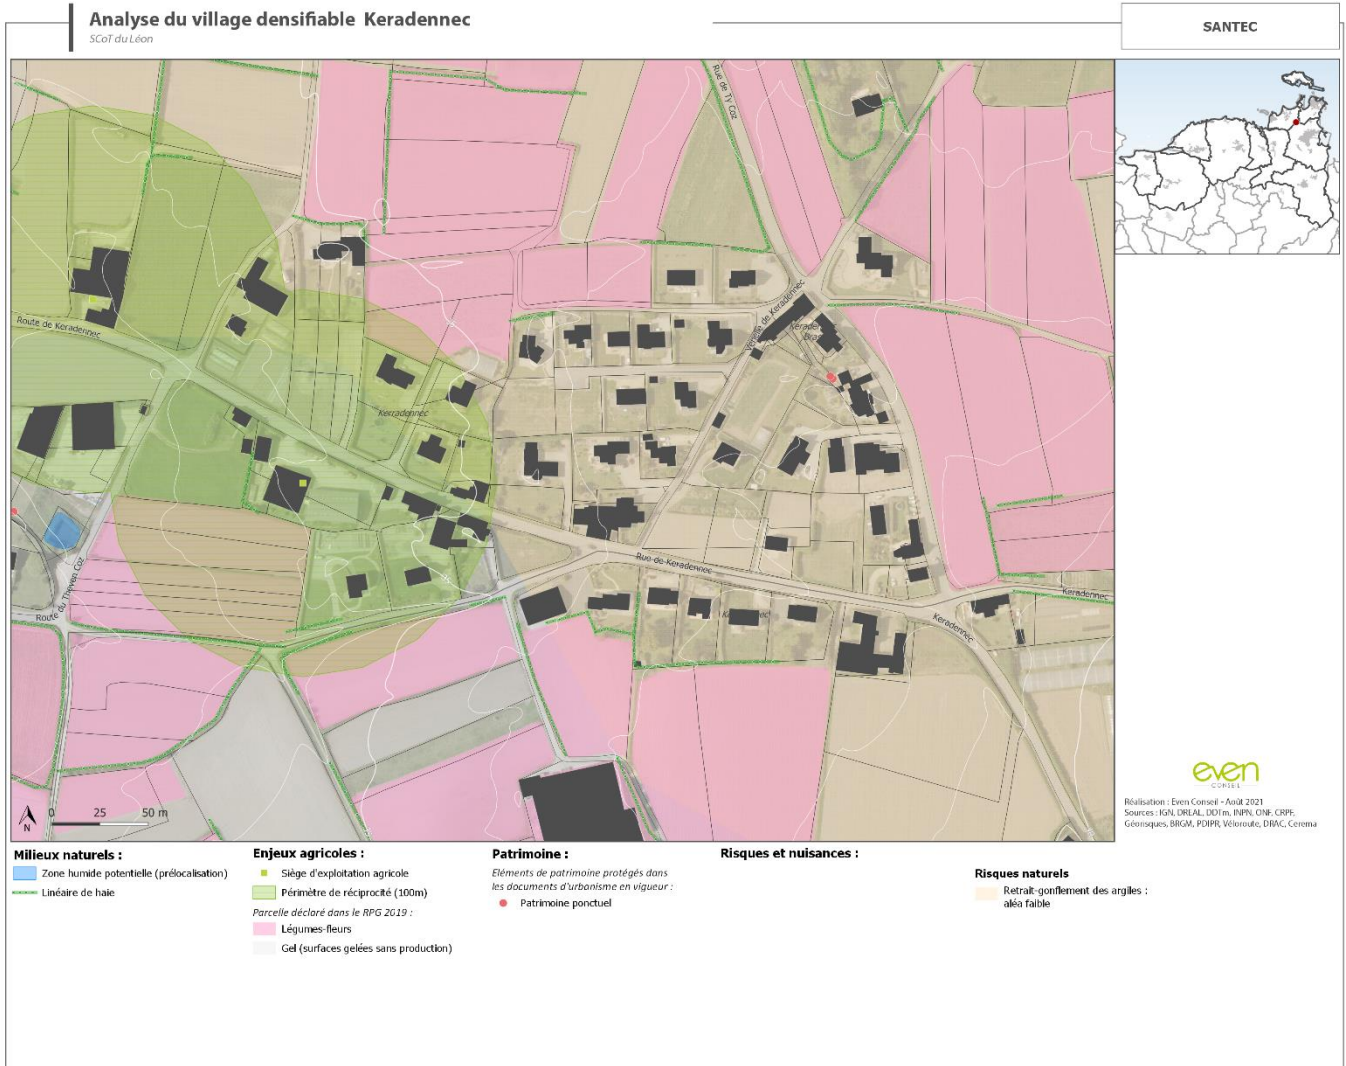 Analyse du village densifiable Keradennec
SCoT du Léon
SANTEC
Rue de Ty Coz
Route de Keradennec
Venelle de Keradennec
Kerradennec
Rue de Keradennec
Keradennec
Keradennec
Route du Theven Coz
N
0 25 50 m
even
CONSEIL
Réalisation : Even Conseil - Août 2021
Sources : IGN, DREAL, DDTm, INPN, ONF, CRPF,
Géorisques, BRGM, PDIPR, Véloroute, DRAC, Cerema
Milieux naturels :
Zone humide potentielle (prélocalisation)
Linéaire de haie
Enjeux agricoles :
Siège d'exploitation agricole
Périmètre de réciprocité (100m)
Parcelle déclaré dans le RPG 2019 :
Légumes-fleurs
Gel (surfaces gelées sans production)
Patrimoine :
Eléments de patrimoine protégés dans
les documents d'urbanisme en vigueur :
Patrimoine ponctuel
Risques et nuisances :
Risques naturels
Retrait-gonflement des argiles :
aléa faible